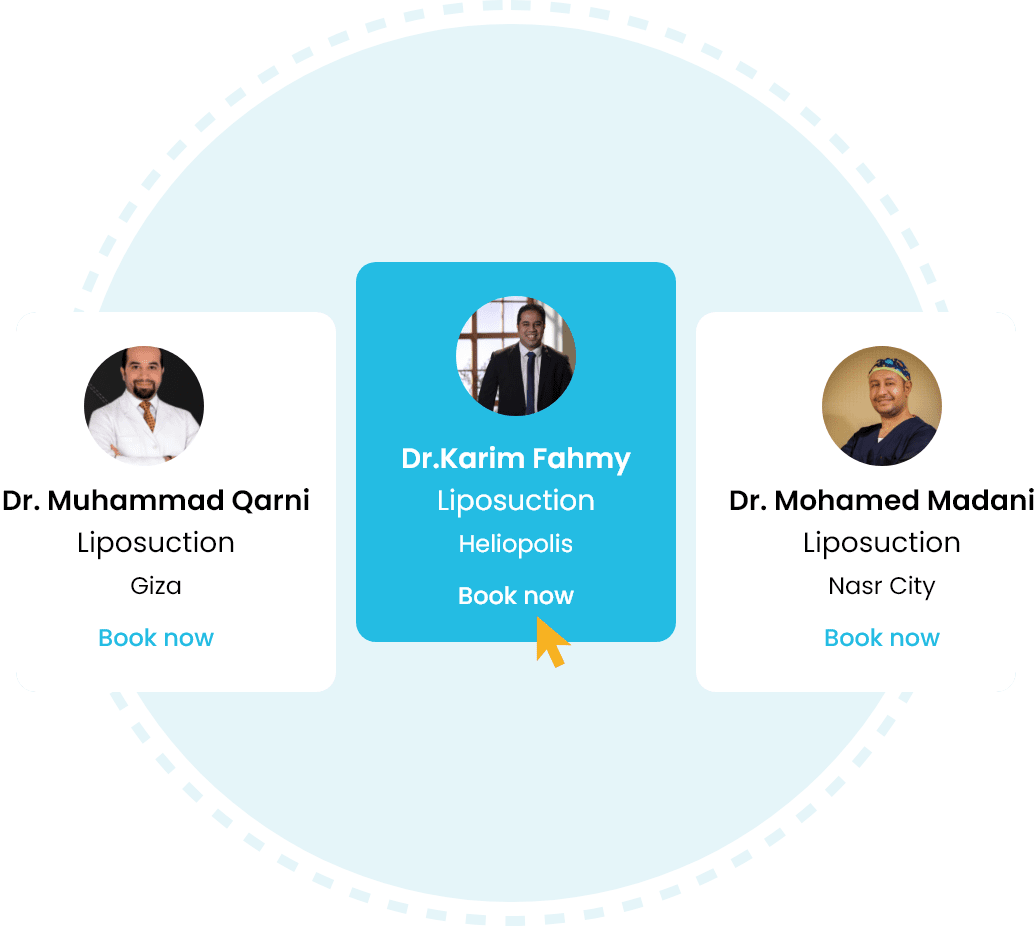 Dr. Muhammad Qarni
Liposuction
Giza
Book now
Dr.Karim Fahmy
Liposuction
Heliopolis
Book now
Dr. Mohamed Madani
Liposuction
Nasr City
Book now